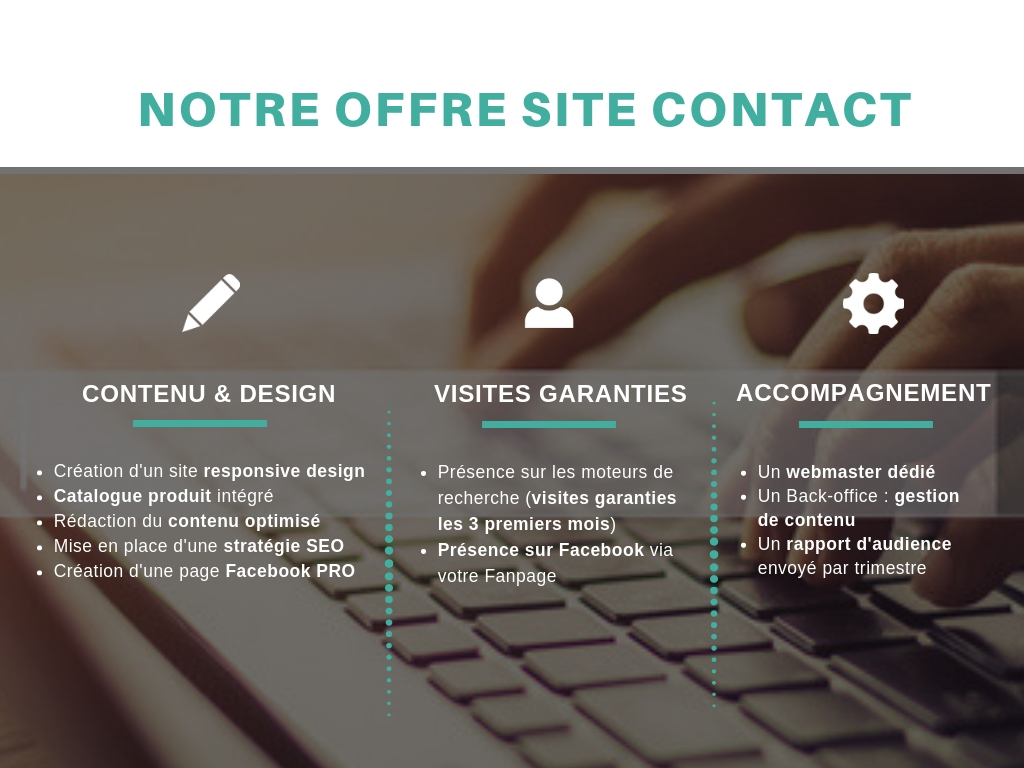 NOTRE OFFRE SITE CONTACT
CONTENU & DESIGN
• Création d'un site responsive design
• Catalogue produit intégré
• Rédaction du contenu optimisé
• Mise en place d'une stratégie SEO
• Création d'une page Facebook PRO
VISITES GARANTIES
• Présence sur les moteurs de
recherche (visites garanties
les 3 premiers mois)
• Présence sur Facebook via
votre Fanpage
ACCOMPAGNEMENT
• Un webmaster dédié
• Un Back-office : gestion
de contenu
• Un rapport d'audience
envoyé par trimestre